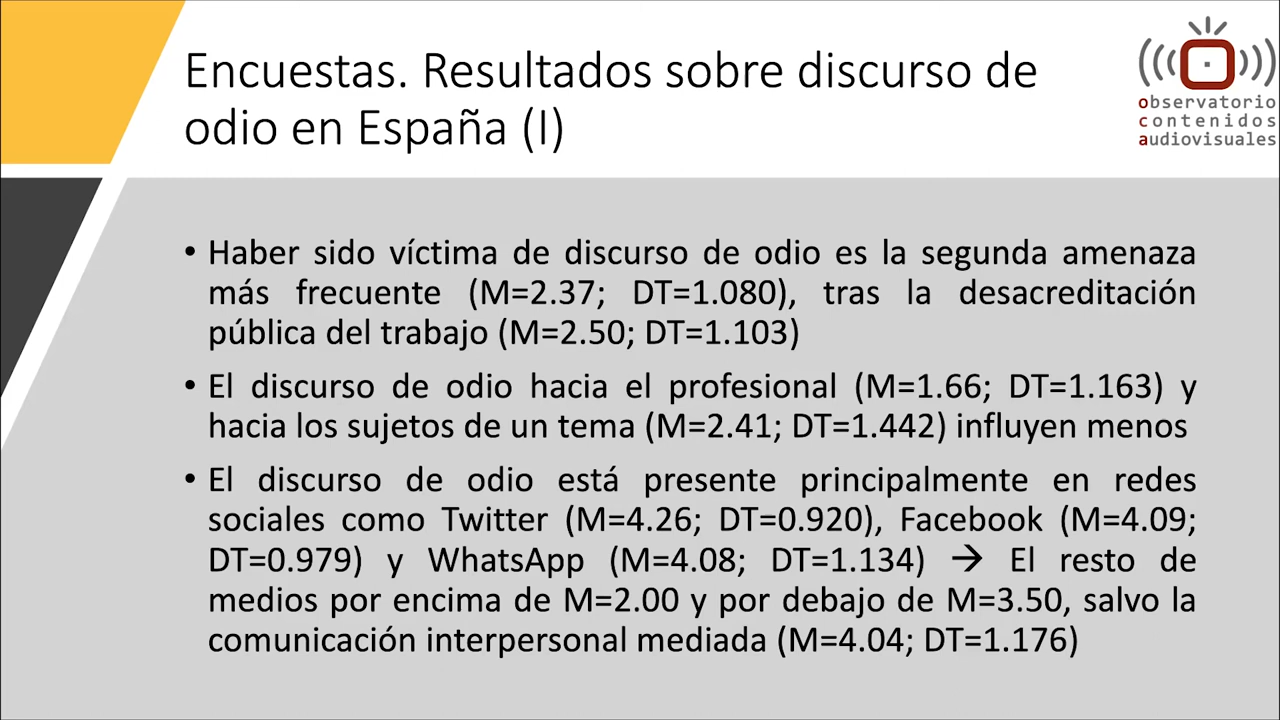 Encuestas. Resultados sobre discurso de
odio en España (I)
observatorio
contenidos
audiovisuales
• Haber sido víctima de discurso de odio es la segunda amenaza
más frecuente (M=2.37; DT=1.080), tras la desacreditación
pública del trabajo (M=2.50; DT=1.103)
• El discurso de odio hacia el profesional (M=1.66; DT=1.163) y
hacia los sujetos de un tema (M=2.41; DT=1.442) influyen menos
• El discurso de odio está presente principalmente en redes
sociales como Twitter (M=4.26; DT=0.920), Facebook (M=4.09;
DT=0.979) y WhatsApp (M=4.08; DT=1.134) → El resto de
medios por encima de M=2.00 y por debajo de M=3.50, salvo la
comunicación interpersonal mediada (M=4.04; DT=1.176)